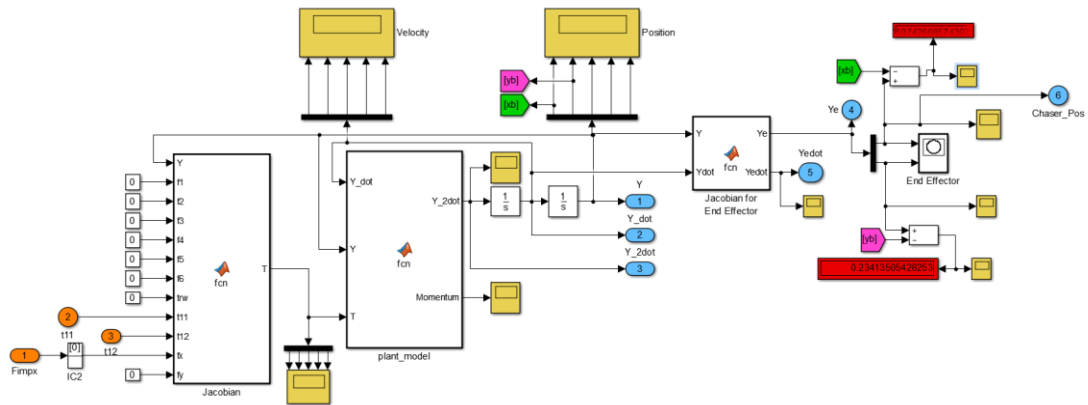 Velocity
Position
[yb]
[xb]
[xb]
Ye
4
6
Chaser_Pos
Y
f1
f2
f3
f4
f5
f6
trw
t11
t12
fx
fy
0
0
0
0
0
0
0
0
fcn
T
Jacobian
2
t11
3
t12
1
Fimpx
[0]
IC2
Y_dot
Y
T
fcn
Y_2dot
Momentum
plant_model
1
s
1
s
Y
1
Y_dot
2
Y_2dot
3
Y
Ydot
fcn
Ye
Yedot
Jacobian for
End Effector
Yedot
5
End Effector
−
+
[yb]
+
−
0.23413505428263